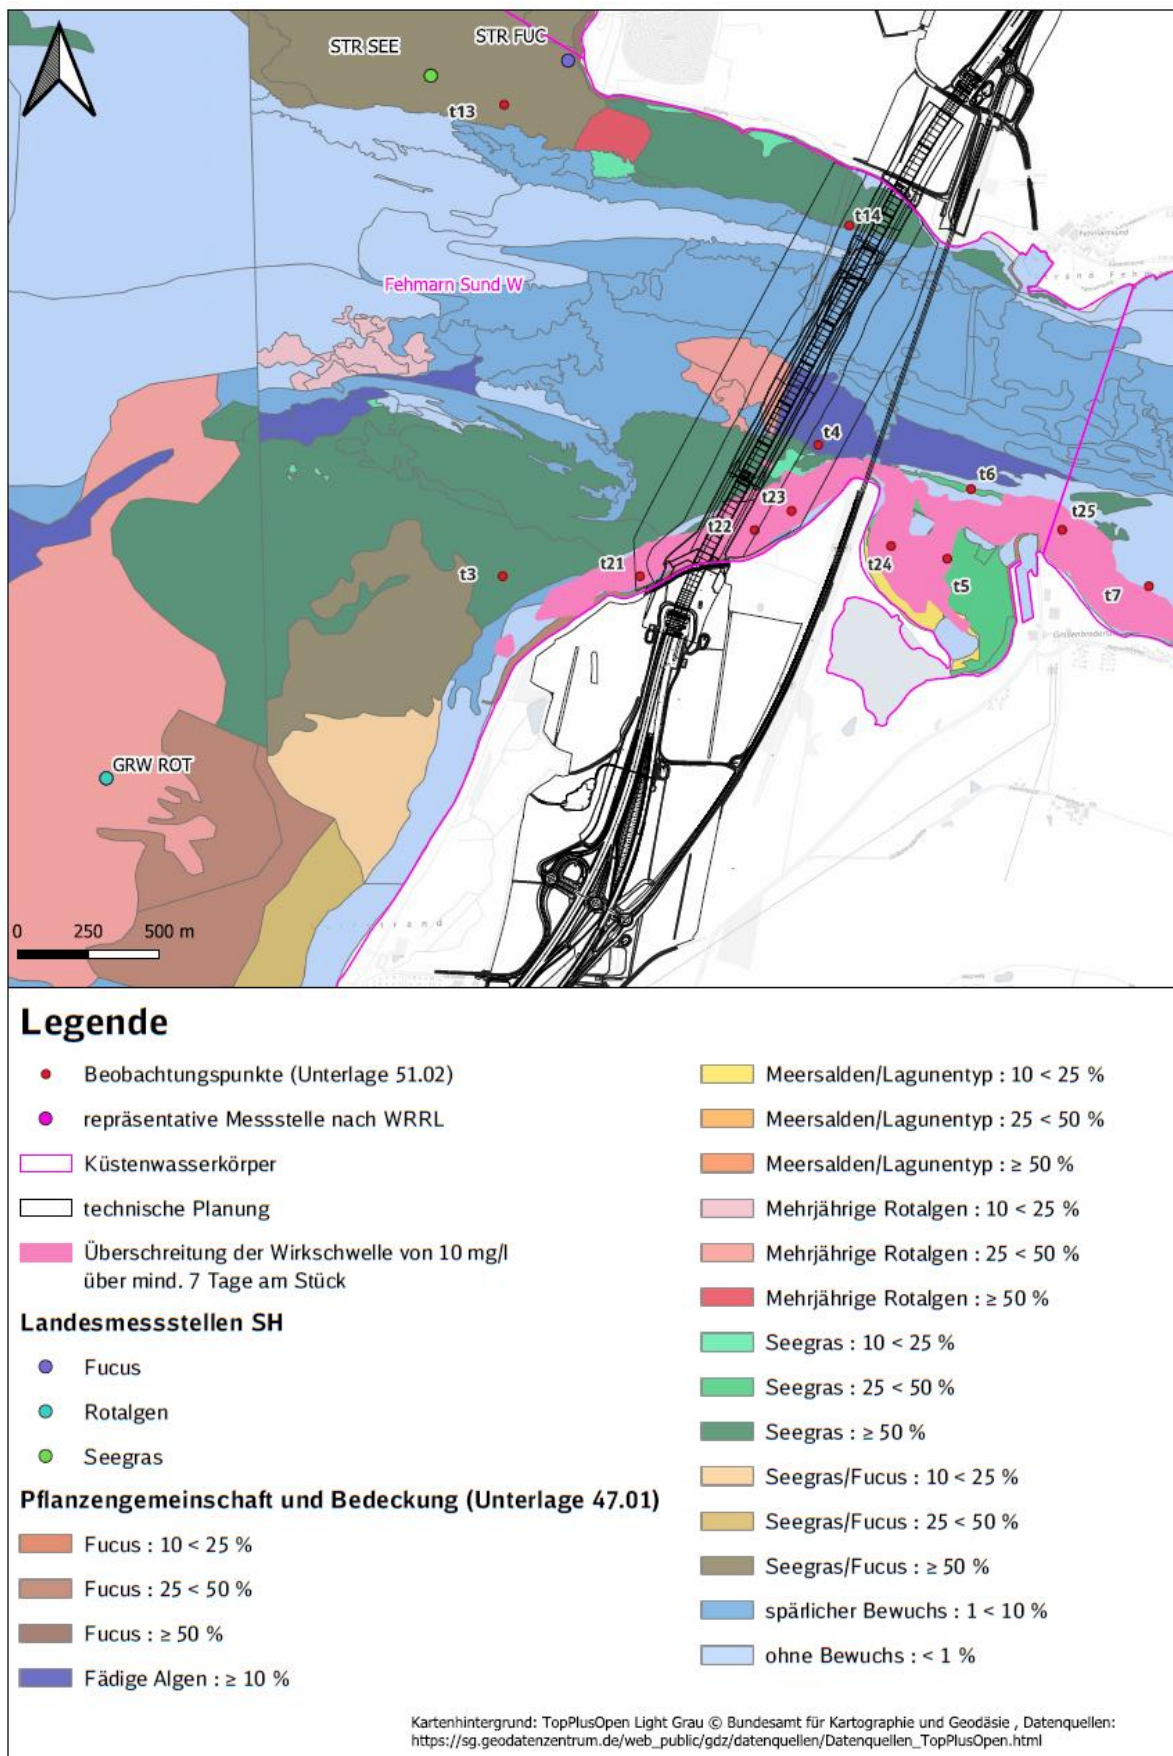 STR SEE
STR FUC
t13
t14
Fehmarn Sund W
t4
t6
t23
t22
t25
t21
t3
t24
t5
t7
GRW ROT
0 250 500 m
Legende
Beobachtungspunkte (Unterlage 51.02)
repräsentative Messstelle nach WRRL
Küstenwasserkörper
technische Planung
Überschreitung der Wirkschwelle von 10 mg/l
über mind. 7 Tage am Stück
Landesmessstellen SH
Fucus
Rotalgen
Seegras
Pflanzengemeinschaft und Bedeckung (Unterlage 47.01)
Fucus : 10 < 25 %
Fucus : 25 < 50 %
Fucus : ≥ 50 %
Fädige Algen : ≥ 10 %
Meersalden/Lagunentyp : 10 < 25 %
Meersalden/Lagunentyp : 25 < 50 %
Meersalden/Lagunentyp : ≥ 50 %
Mehrjährige Rotalgen : 10 < 25 %
Mehrjährige Rotalgen : 25 < 50 %
Mehrjährige Rotalgen : ≥ 50 %
Seegras : 10 < 25 %
Seegras : 25 < 50 %
Seegras : ≥ 50 %
Seegras/Fucus : 10 < 25 %
Seegras/Fucus : 25 < 50 %
Seegras/Fucus : ≥ 50 %
spärlicher Bewuchs : 1 < 10 %
ohne Bewuchs : < 1 %
Kartenhintergrund: TopPlusOpen Light Grau © Bundesamt für Kartographie und Geodäsie , Datenquellen:
https://sg.geodatenzentrum.de/web_public/gdz/datenquellen/Datenquellen_TopPlusOpen.html